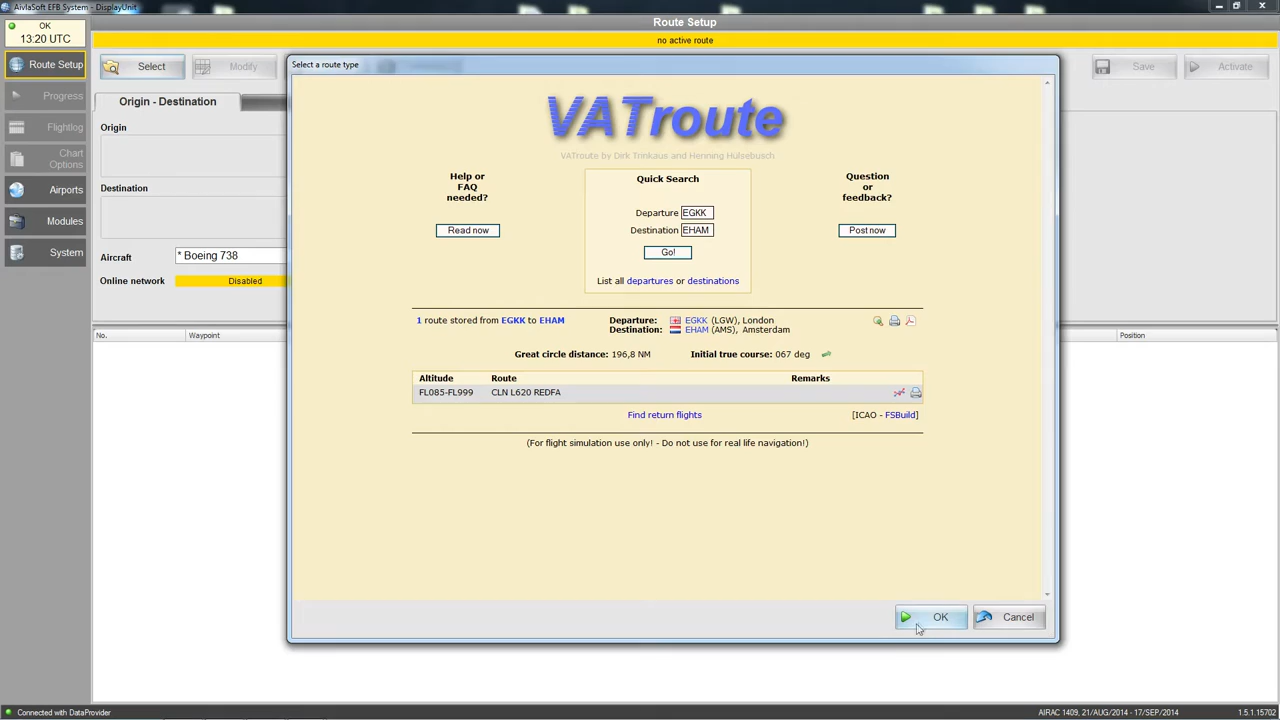 AivlaSoft EFB System - DisplayUnit
OK
13:20 UTC
Route Setup
no active route
Route Setup
Select
Modify
Save
Activate
Progress
Origin - Destination
Flightlog
Origin
Chart
Options
Airports
Destination
Modules
System
Aircraft
* Boeing 738
Online network
Disabled
No.
Waypoint
Position
Select a route type
VATroute
VATroute by Dirk Trinkaus and Henning Hulsebusch
Help or
FAQ
needed?
Read now
Quick Search
Departure EGKK
Destination EHAM
Go!
List all departures or destinations
Question
or
feedback?
Post now
1 route stored from EGKK to EHAM
Departure: EGKK (LGW), London
Destination: EHAM (AMS), Amsterdam
Great circle distance: 196,8 NM
Initial true course: 067 deg
Altitude Route Remarks
FL085-FL999 CLN L620 REDFA
Find return flights
[ICAO - FSBuild]
(For flight simulation use only! - Do not use for real life navigation!)
OK
Cancel
Connected with DataProvider
AIRAC 1409, 21/AUG/2014 - 17/SEP/2014
1.5.1.15702